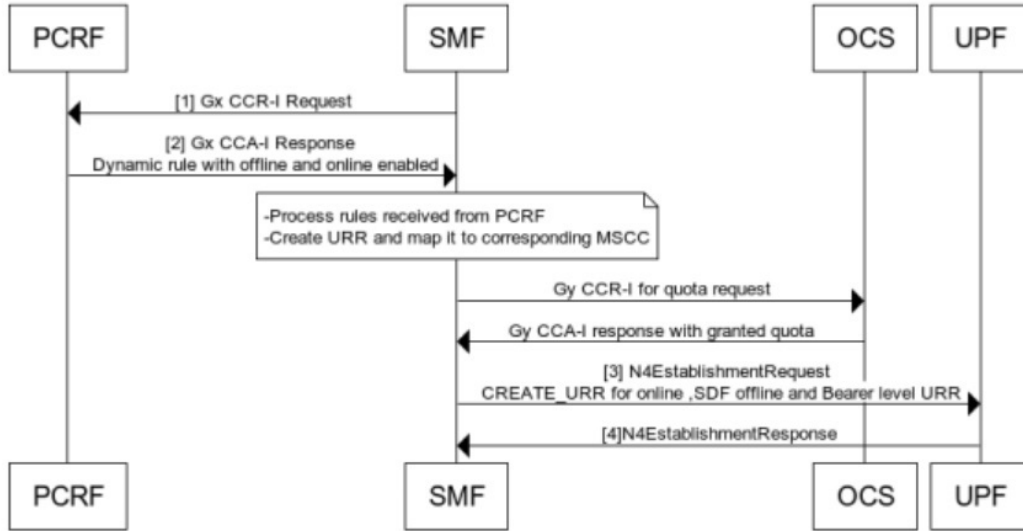 PCRF
SMF
OCS
UPF
[1] Gx CCR-I Request
[2] Gx CCA-I Response
Dynamic rule with offline and online enabled
-Process rules received from PCRF
-Create URR and map it to corresponding MSCC
Gy CCR-I for quota request
Gy CCA-I response with granted quota
[3] N4EstablishmentRequest
CREATE_URR for online ,SDF offline and Bearer level URR
[4]N4EstablishmentResponse
PCRF
SMF
OCS
UPF